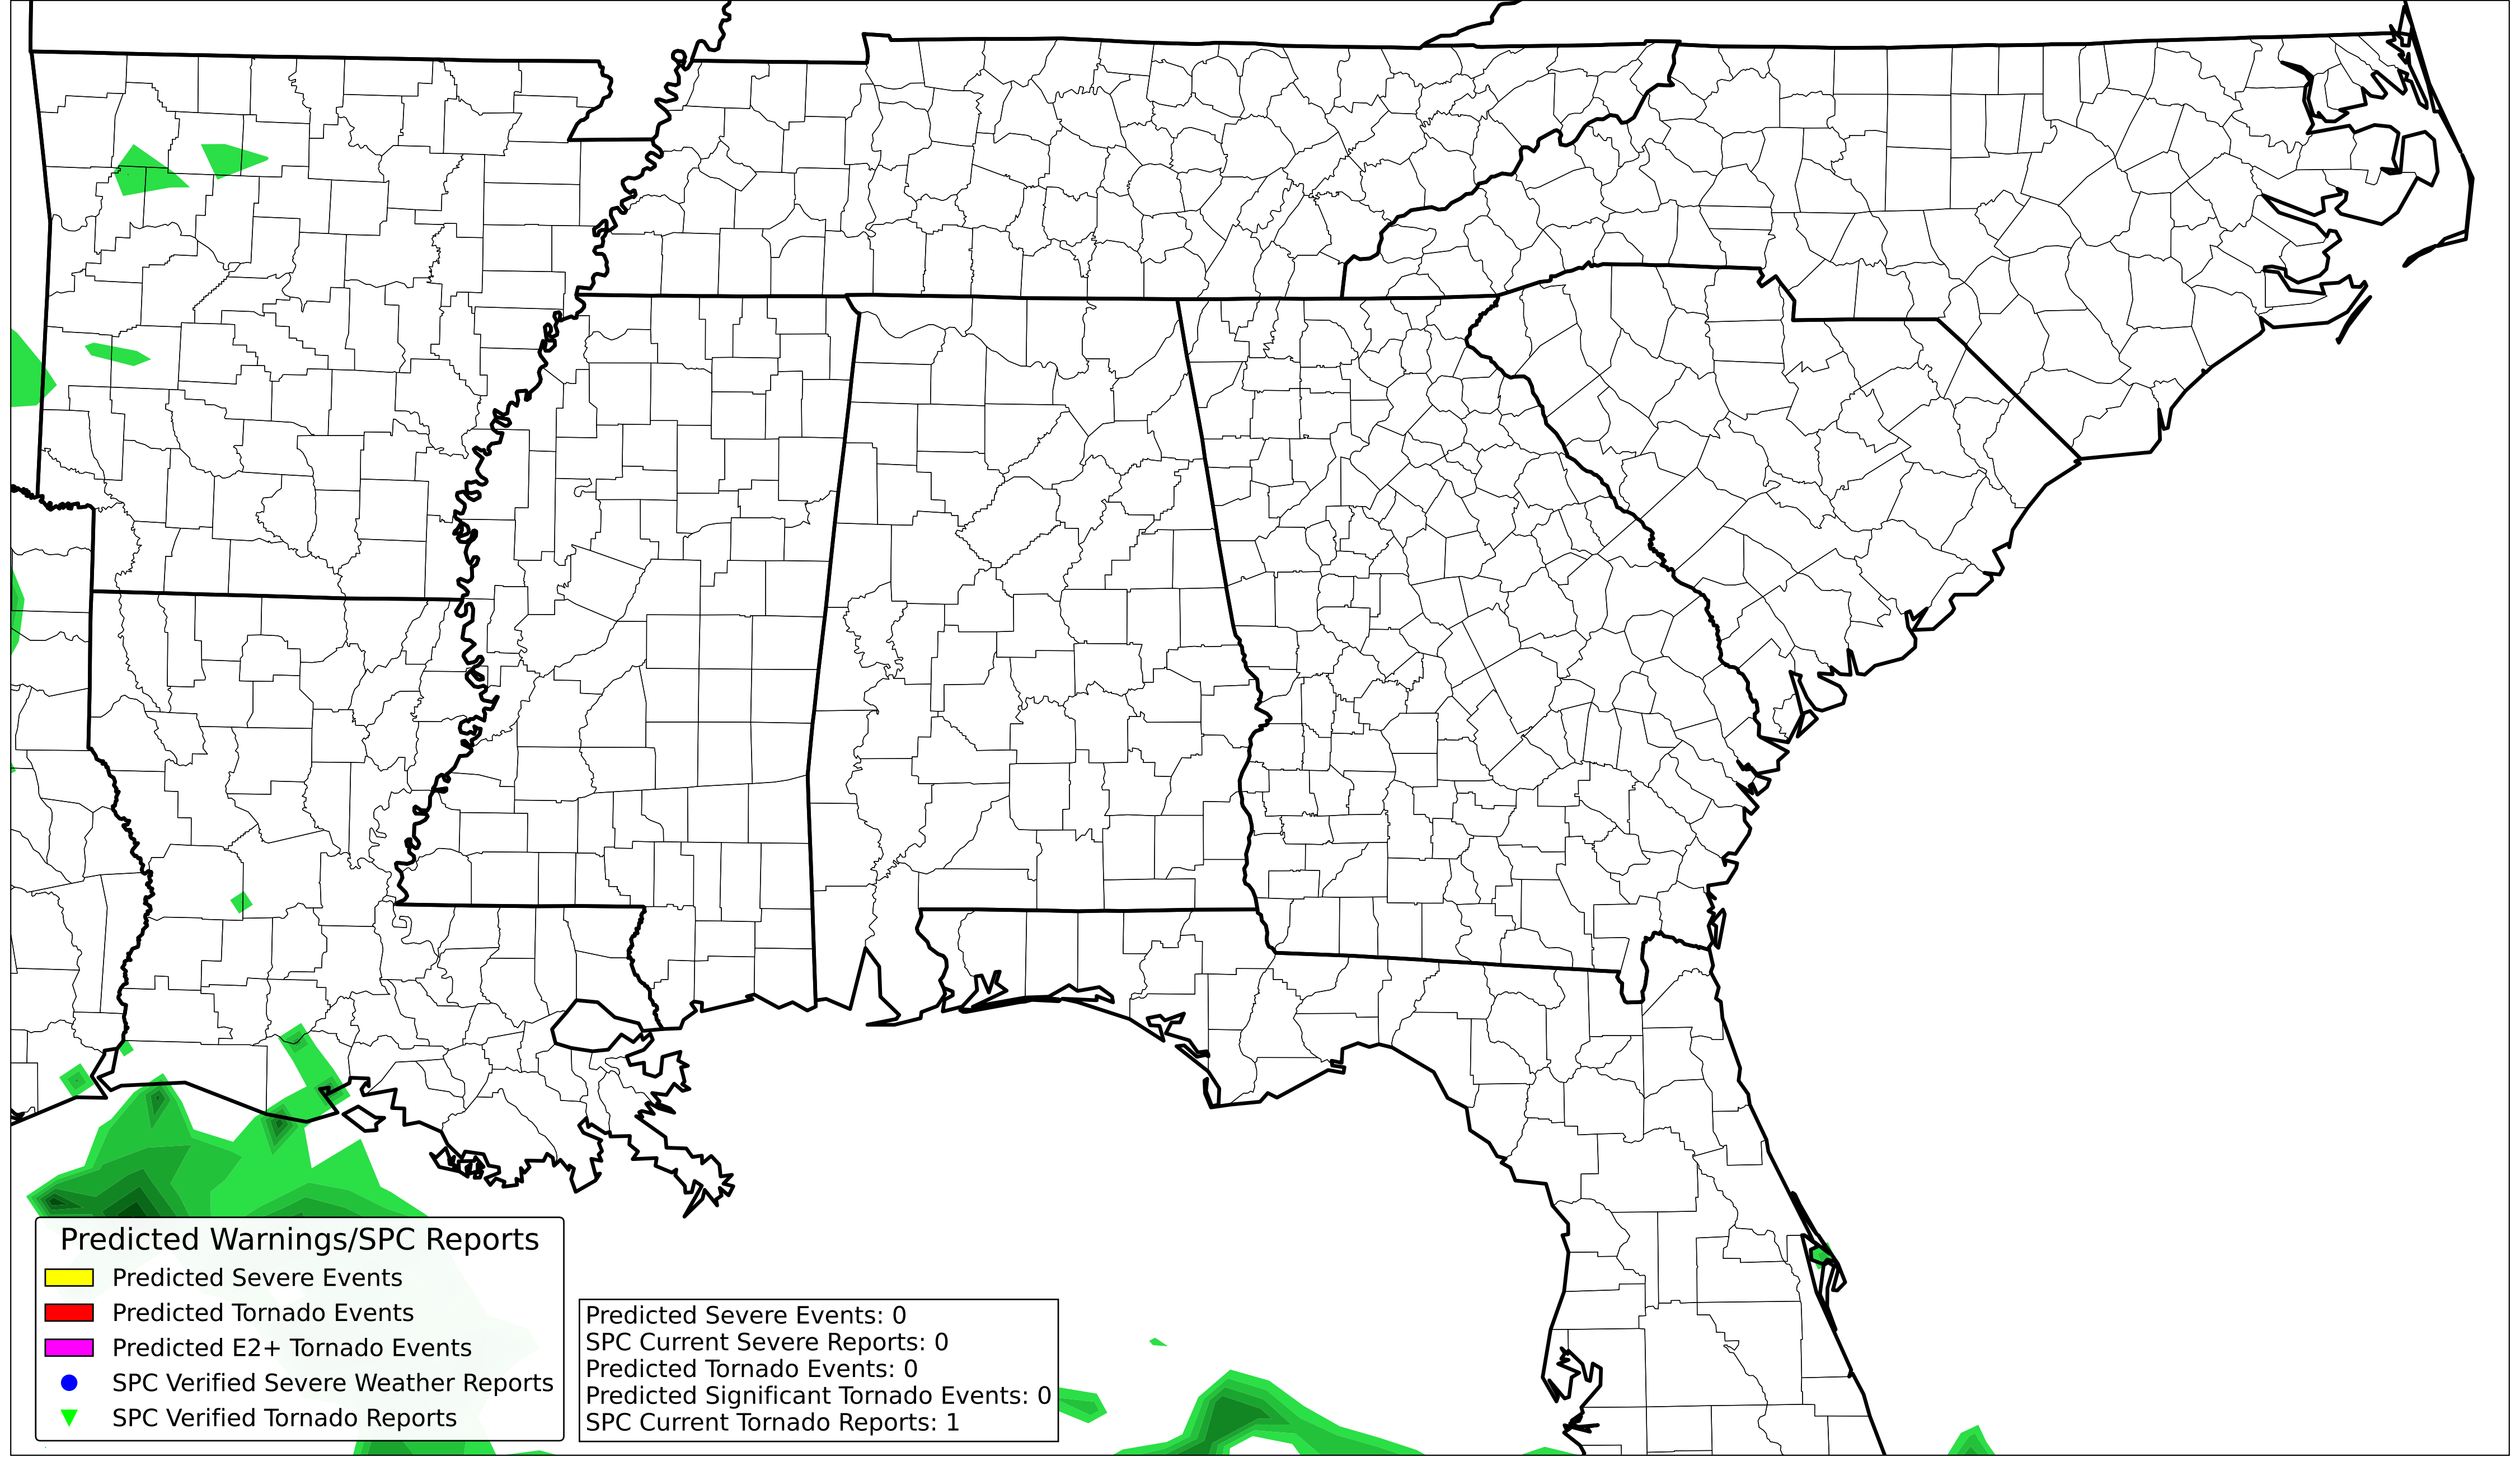 Predicted Warnings/SPC Reports
Predicted Severe Events
Predicted Tornado Events
Predicted E2+ Tornado Events
SPC Verified Severe Weather Reports
SPC Verified Tornado Reports
Predicted Severe Events: 0
SPC Current Severe Reports: 0
Predicted Tornado Events: 0
Predicted Significant Tornado Events: 0
SPC Current Tornado Reports: 1